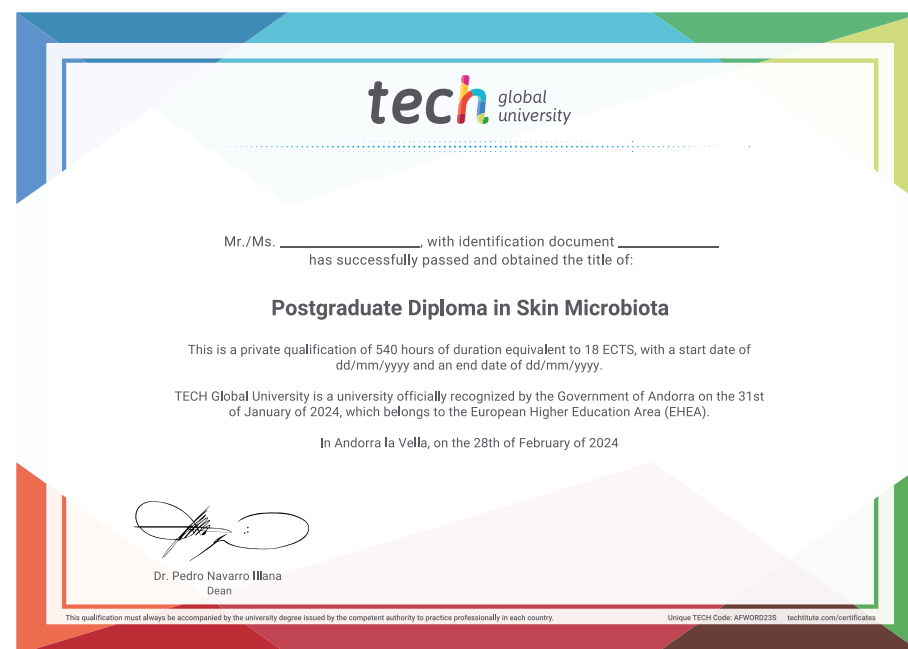 tech global university
Mr./Ms. ____________________, with identification document ______________
has successfully passed and obtained the title of:
Postgraduate Diploma in Skin Microbiota
This is a private qualification of 540 hours of duration equivalent to 18 ECTS, with a start date of
dd/mm/yyyy and an end date of dd/mm/yyyy.
TECH Global University is a university officially recognized by the Government of Andorra on the 31st
of January of 2024, which belongs to the European Higher Education Area (EHEA).
In Andorra la Vella, on the 28th of February of 2024
Dr. Pedro Navarro Illana
Dean
This qualification must always be accompanied by the university degree issued by the competent authority to practice professionally in each country.
Unique TECH Code: AFWORD23S techtitute.com/certificates